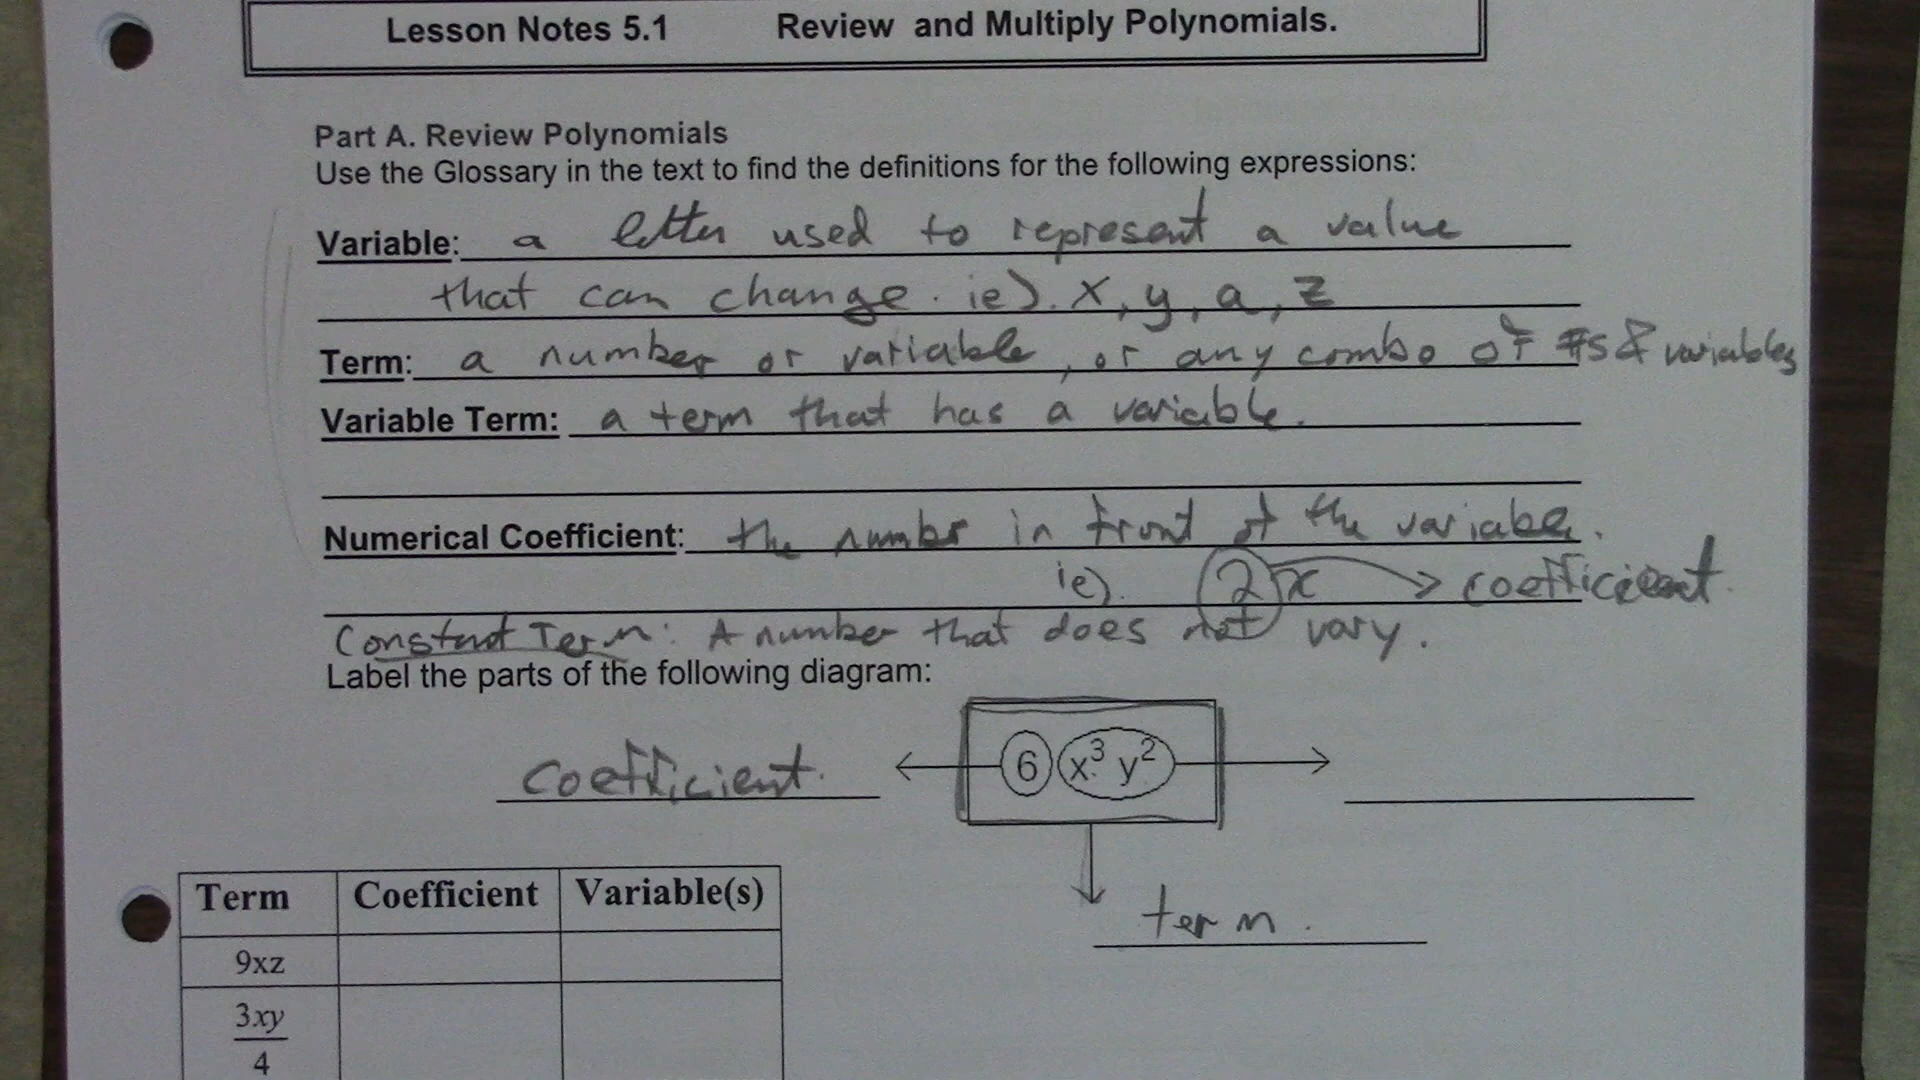 Lesson Notes 5.1 Review and Multiply Polynomials.
Part A. Review Polynomials
Use the Glossary in the text to find the definitions for the following expressions:
Variable: a letter used to represent a value
that can change. ie). x, y, a, z
Term: a number or variable, or any combo of #s & variables
Variable Term: a term that has a variable.
Numerical Coefficient: the number in front of the variable.
ie). 2x → coefficient.
Constant Term: A number that does not vary.
Label the parts of the following diagram:
coefficient. ← 6 x³ y² →
term.
Term Coefficient Variable(s)
9xz
3xy
4